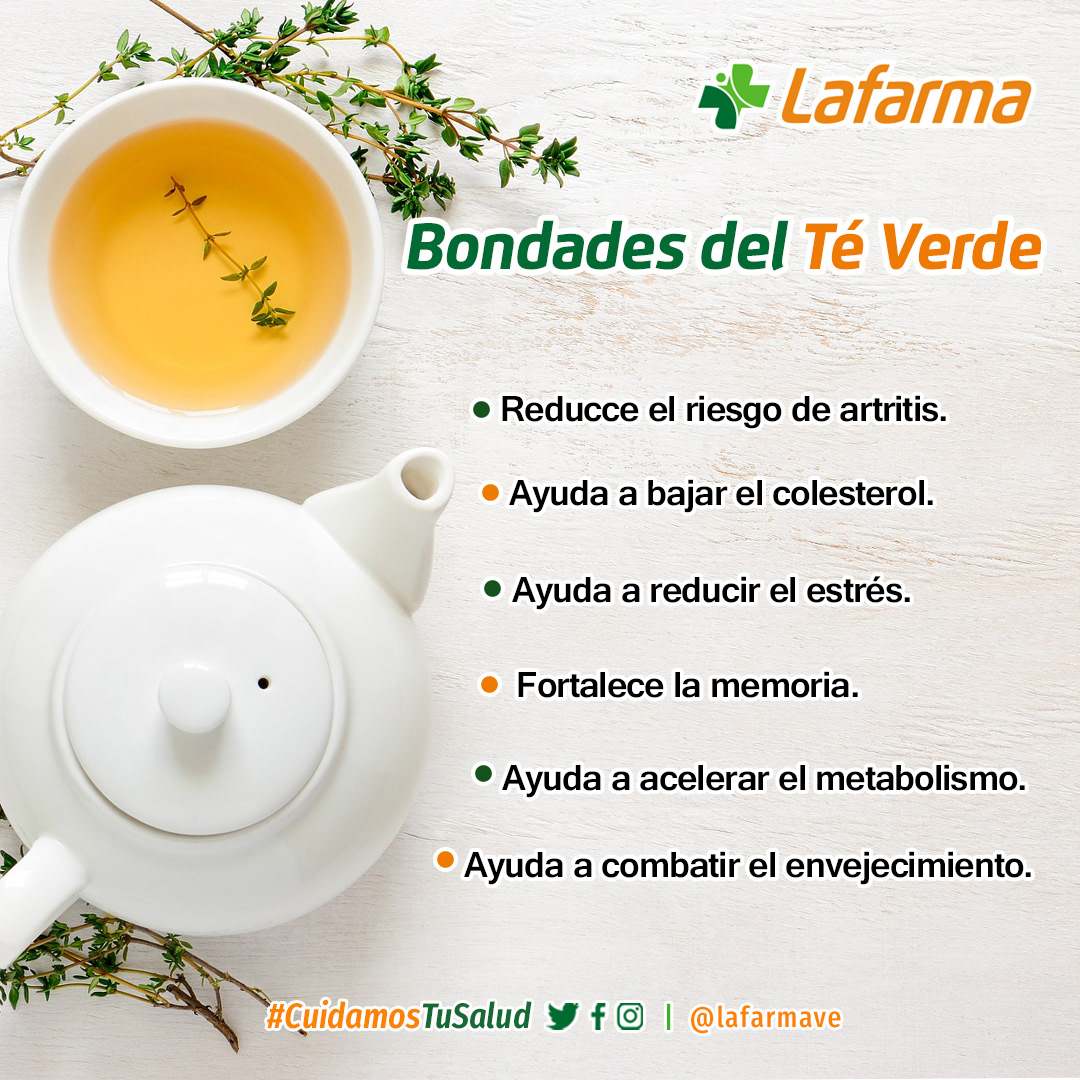 Lafarma
Bondades del Té Verde
Reducce el riesgo de artritis.
Ayuda a bajar el colesterol.
Ayuda a reducir el estrés.
Fortalece la memoria.
Ayuda a acelerar el metabolismo.
Ayuda a combatir el envejecimiento.
#CuidamosTuSalud | @lafarmave